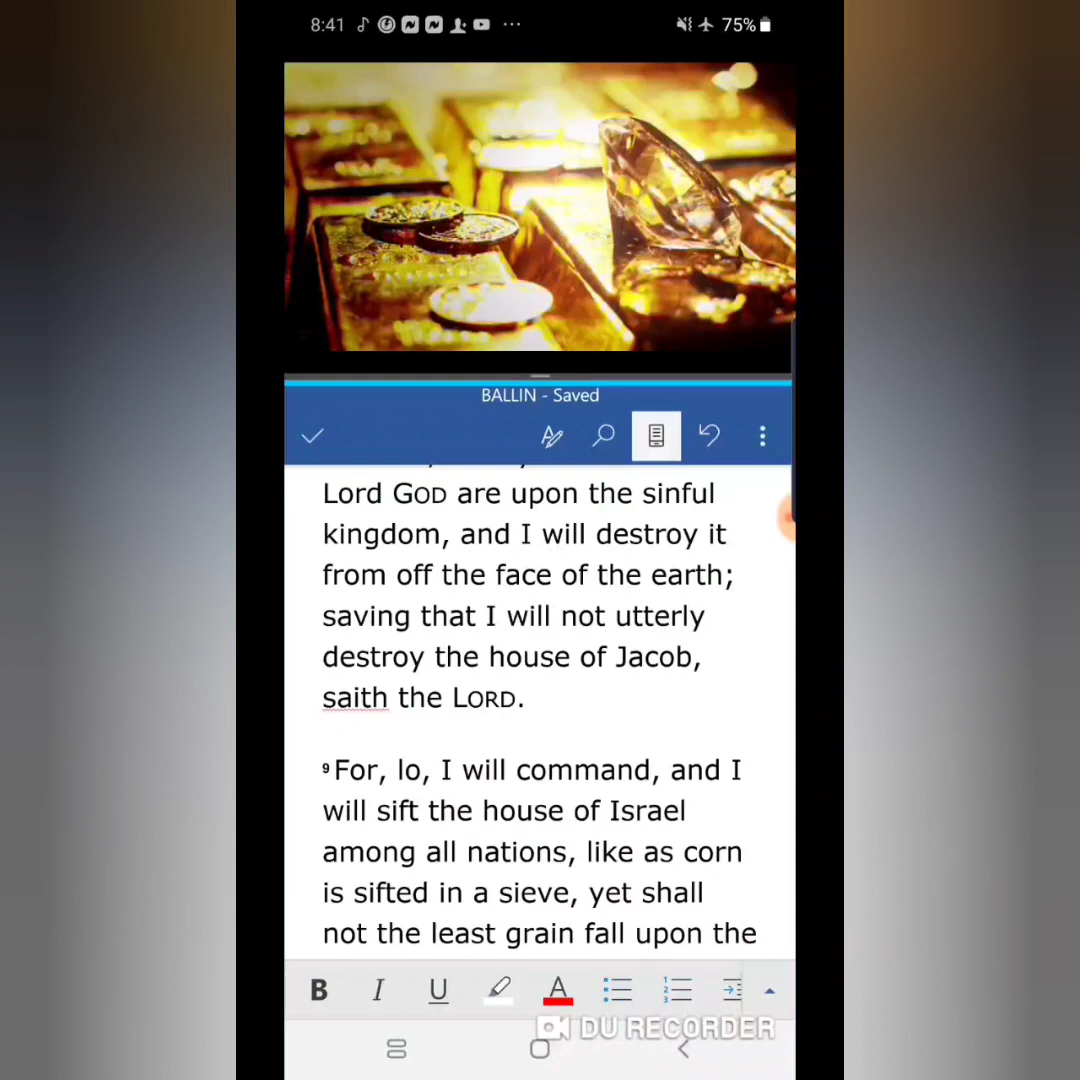 8:41 75%
BALLIN - Saved
Lord GOD are upon the sinful
kingdom, and I will destroy it
from off the face of the earth;
saving that I will not utterly
destroy the house of Jacob,
saith the LORD.
9 For, lo, I will command, and I
will sift the house of Israel
among all nations, like as corn
is sifted in a sieve, yet shall
not the least grain fall upon the
B I U A
DU RECORDER